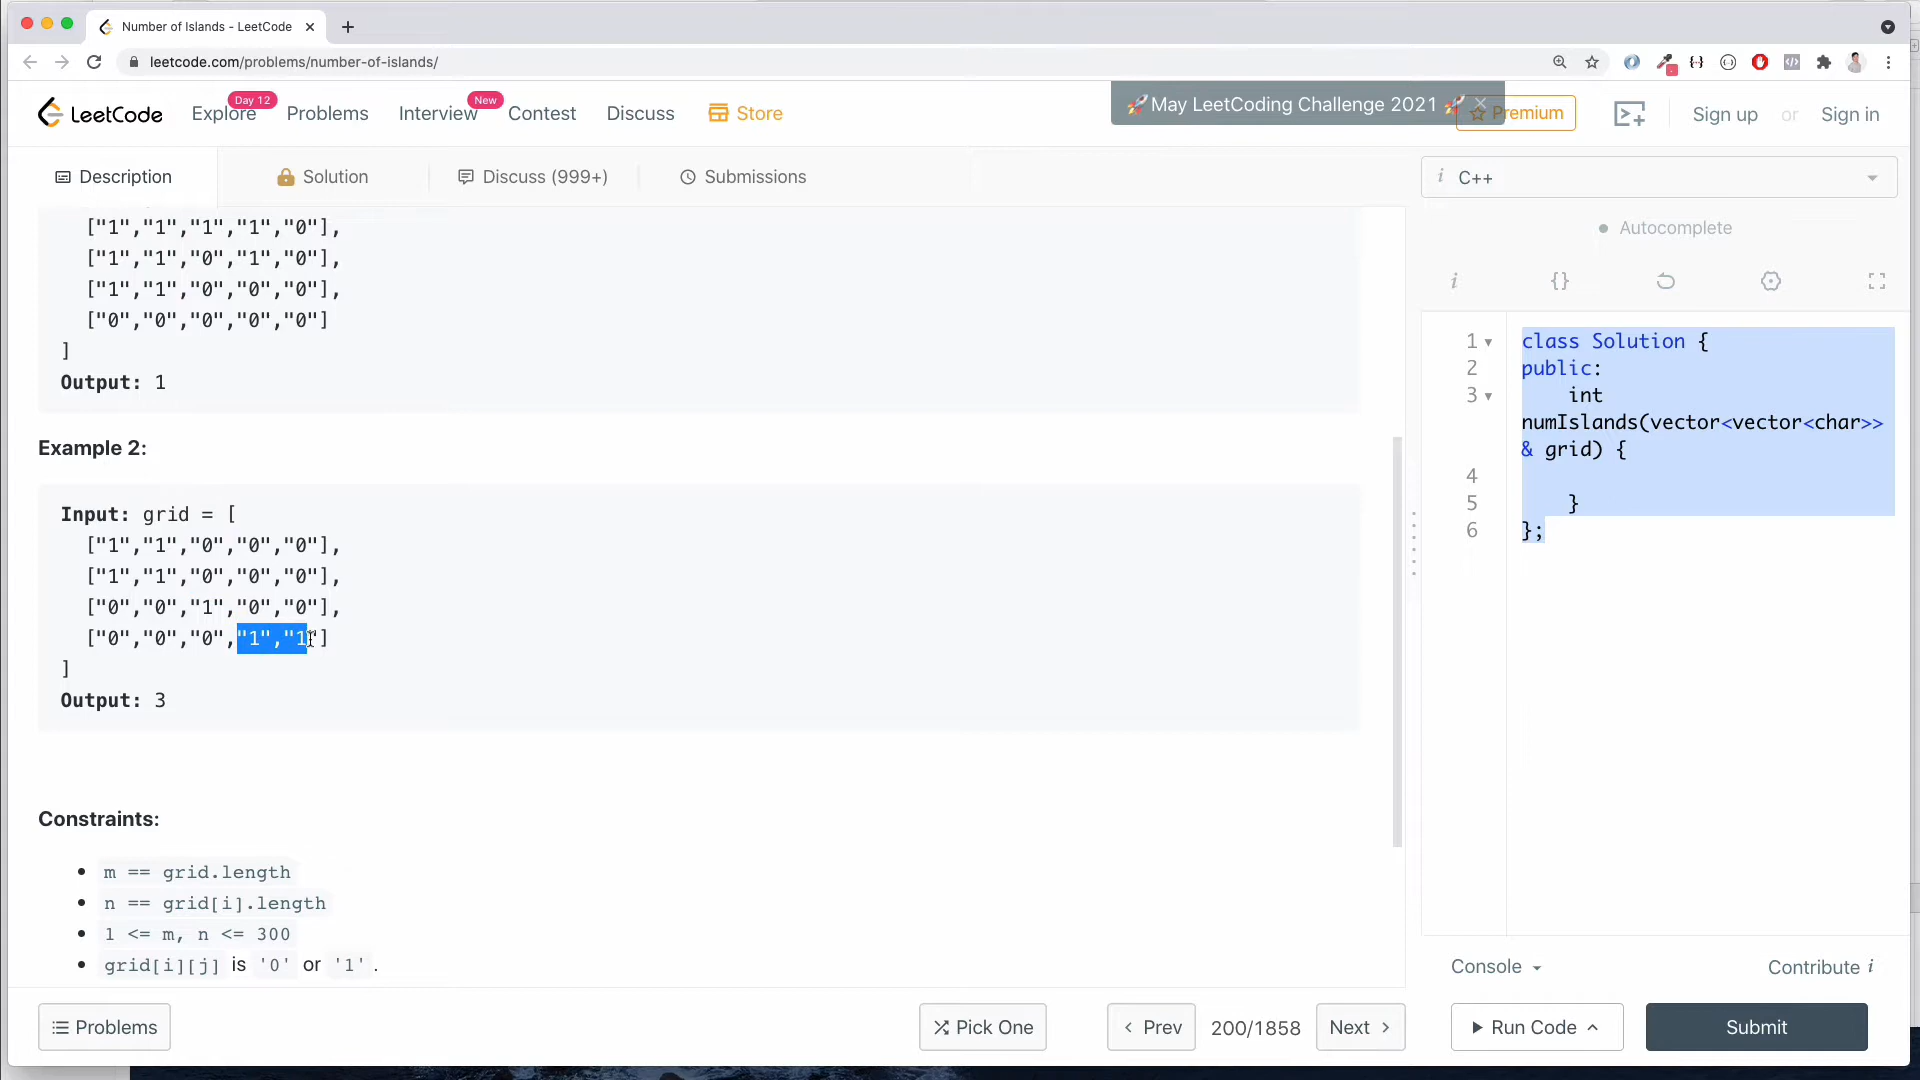 Number of Islands - LeetCode
leetcode.com/problems/number-of-islands/
LeetCode
Explore
Day 12
Problems
Interview
New
Contest
Discuss
Store
🚀May LeetCoding Challenge 2021 🚀
Premium
Sign up or Sign in
Description
Solution
Discuss (999+)
Submissions
i C++
Autocomplete
["1","1","1","1","0"],
["1","1","0","1","0"],
["1","1","0","0","0"],
["0","0","0","0","0"]
]
Output: 1
Example 2:
Input: grid = [
["1","1","0","0","0"],
["1","1","0","0","0"],
["0","0","1","0","0"],
["0","0","0","1","1"]
]
Output: 3
Constraints:
m == grid.length
n == grid[i].length
1 <= m, n <= 300
grid[i][j] is '0' or '1'.
i {}
1 class Solution {
2 public:
3 int
numIslands(vector<vector<char>>
& grid) {
4
5 }
6 };
Console
Contribute i
Problems
Pick One
Prev
200/1858
Next
Run Code
Submit